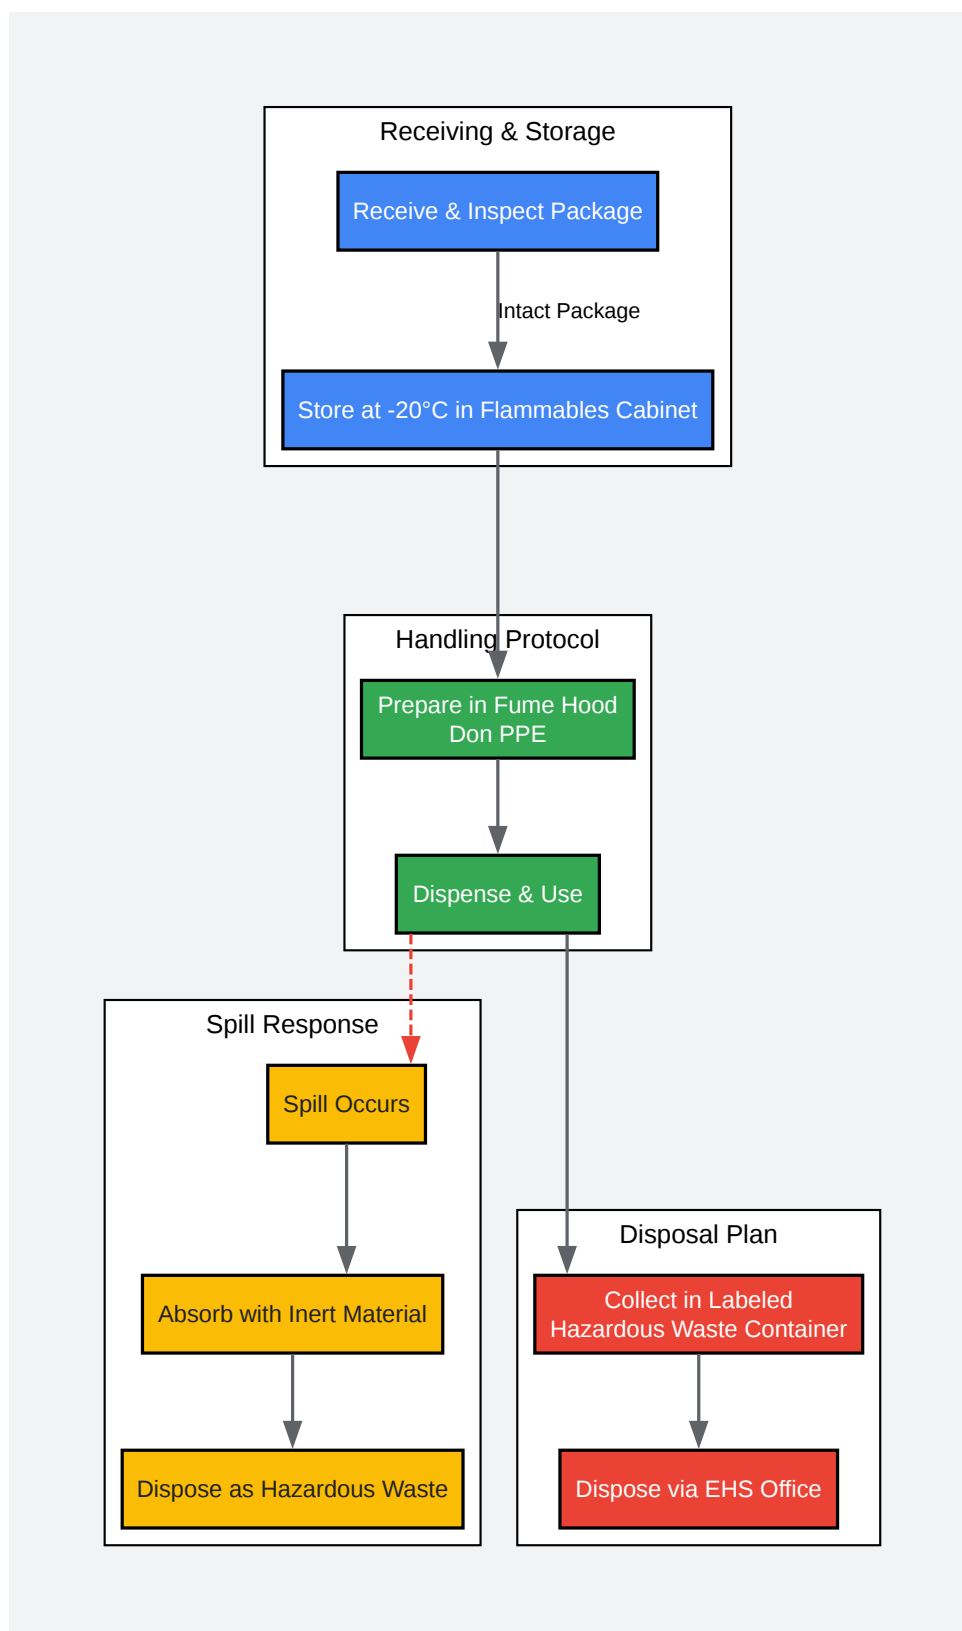 Receiving & Storage
Receive & Inspect Package
Intact Package
Store at -20°C in Flammables Cabinet
Handling Protocol
Prepare in Fume Hood
Don PPE
Dispense & Use
Spill Response
Spill Occurs
Absorb with Inert Material
Dispose as Hazardous Waste
Disposal Plan
Collect in Labeled
Hazardous Waste Container
Dispose via EHS Office